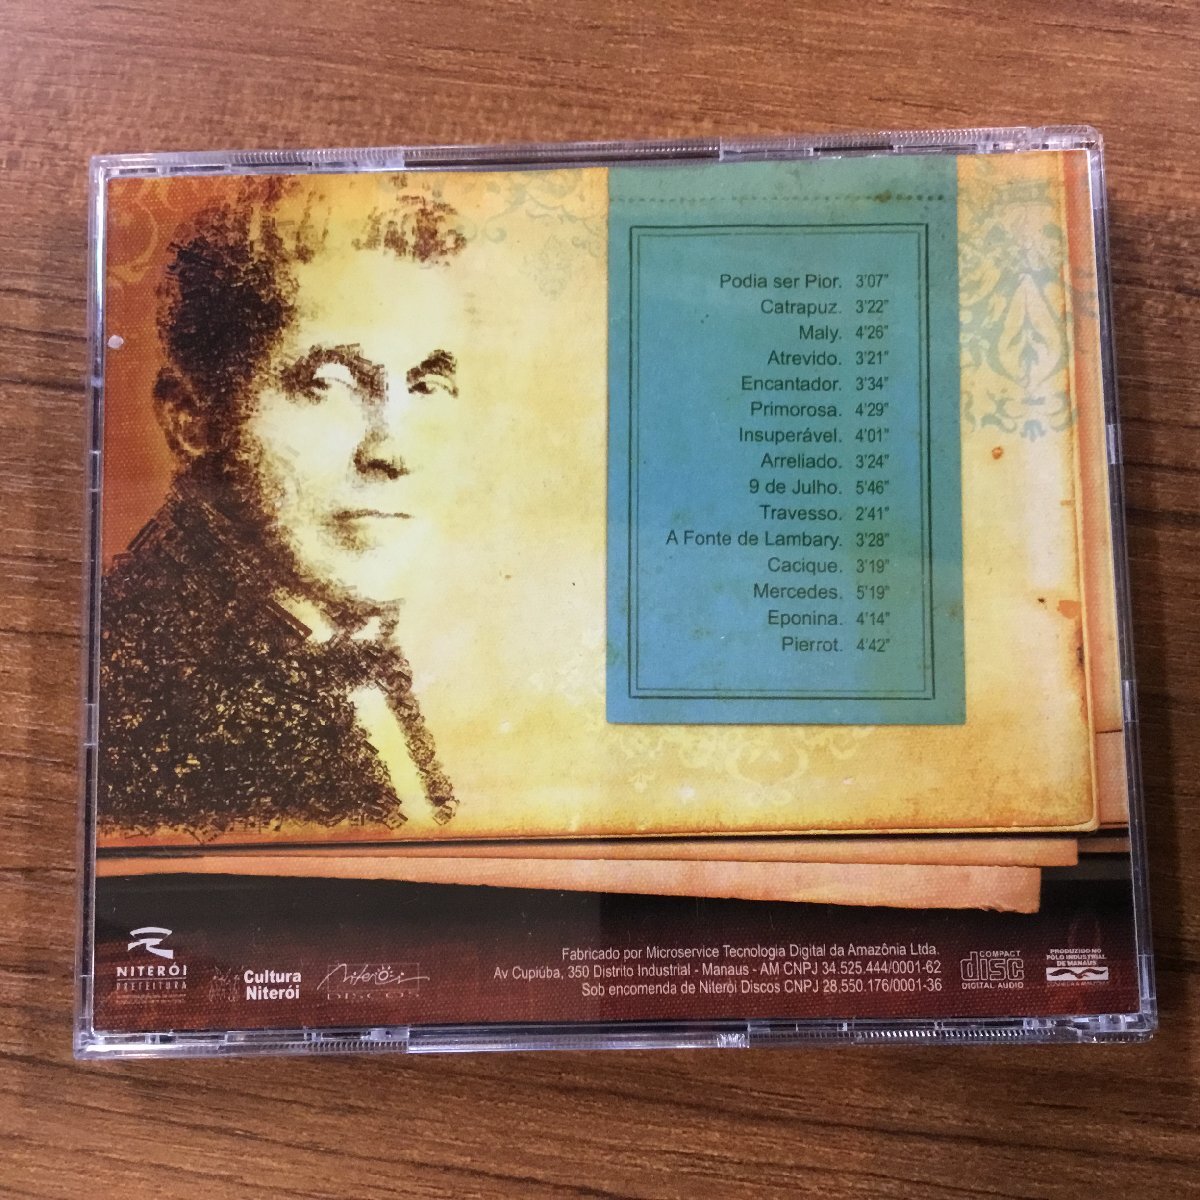 Podia ser Pior. 3'07"
Catrapuz. 3'22"
Maly. 4'26"
Atrevido. 3'21"
Encantador. 3'34"
Primorosa. 4'29"
Insuperável. 4'01"
Arreliado. 3'24"
9 de Julho. 5'46"
Travesso. 2'41"
A Fonte de Lambary. 3'28"
Cacique. 3'19"
Mercedes. 5'19"
Eponina. 4'14"
Pierrot. 4'42"
NITERÓI
PREFEITURA
Cultura
Niterói
Niterói
DISCOS
Fabricado por Microservice Tecnologia Digital da Amazônia Ltda.
Av Cupiúba, 350 Distrito Industrial - Manaus - AM CNPJ 34.525.444/0001-62
Sob encomenda de Niterói Discos CNPJ 28.550.176/0001-36
COMPACT
disc
DIGITAL AUDIO
PRODUZIDO NO
PÓLO INDUSTRIAL
DE MANAUS